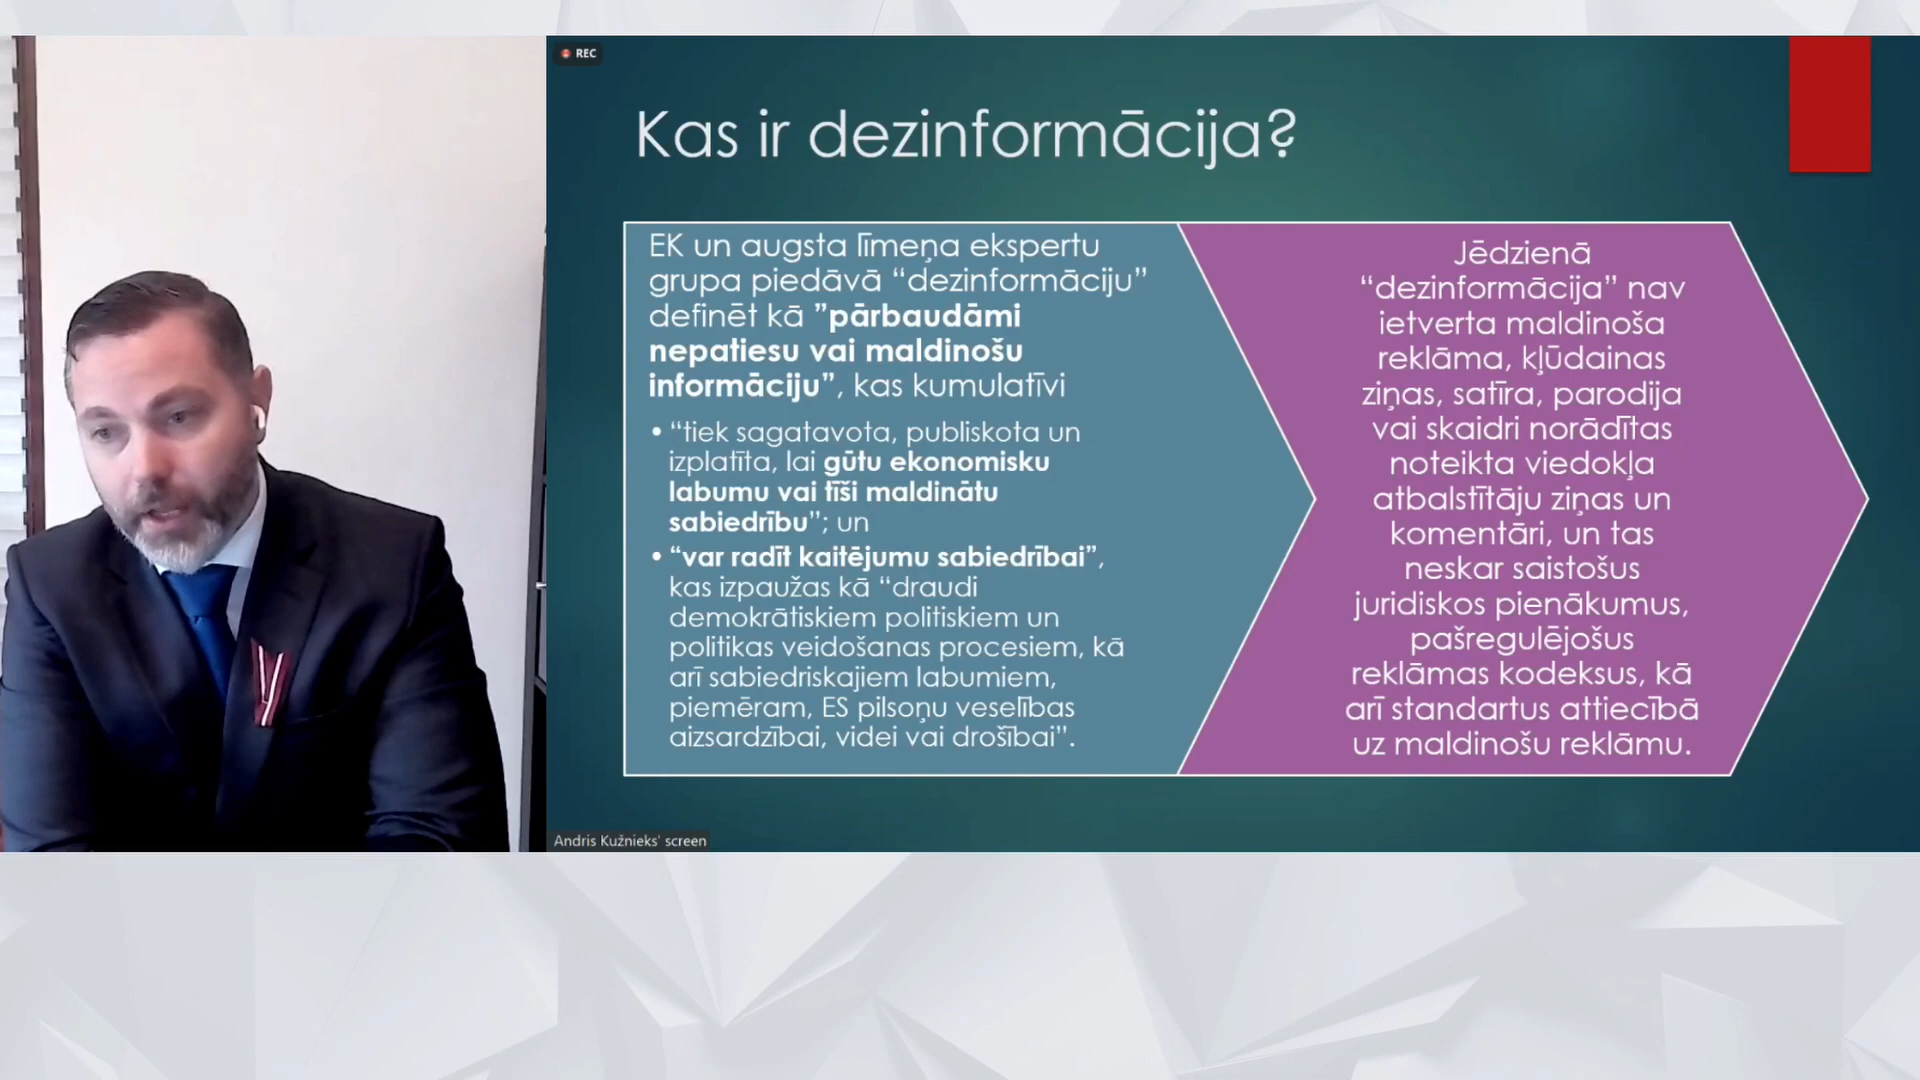 REC
Kas ir dezinformācija?
EK un augsta līmeņa ekspertu
grupa piedāvā “dezinformāciju”
definēt kā ”pārbaudāmi
nepatiesu vai maldinošu
informāciju”, kas kumulatīvi
• “tiek sagatavota, publiskota un
izplatīta, lai gūtu ekonomisku
labumu vai tīši maldinātu
sabiedrību”; un
• “var radīt kaitējumu sabiedrībai”,
kas izpaužas kā “draudi
demokrātiskiem politiskiem un
politikas veidošanas procesiem, kā
arī sabiedriskajiem labumiem,
piemēram, ES pilsoņu veselības
aizsardzībai, videi vai drošībai”.
Jēdzienā
“dezinformācija” nav
ietverta maldinoša
reklāma, kļūdainas
ziņas, satīra, parodija
vai skaidri norādītas
noteikta viedokļa
atbalstītāju ziņas un
komentāri, un tas
neskar saistošus
juridiskos pienākumus,
pašregulējošus
reklāmas kodeksus, kā
arī standartus attiecībā
uz maldinošu reklāmu.
Andris Kužnieks' screen